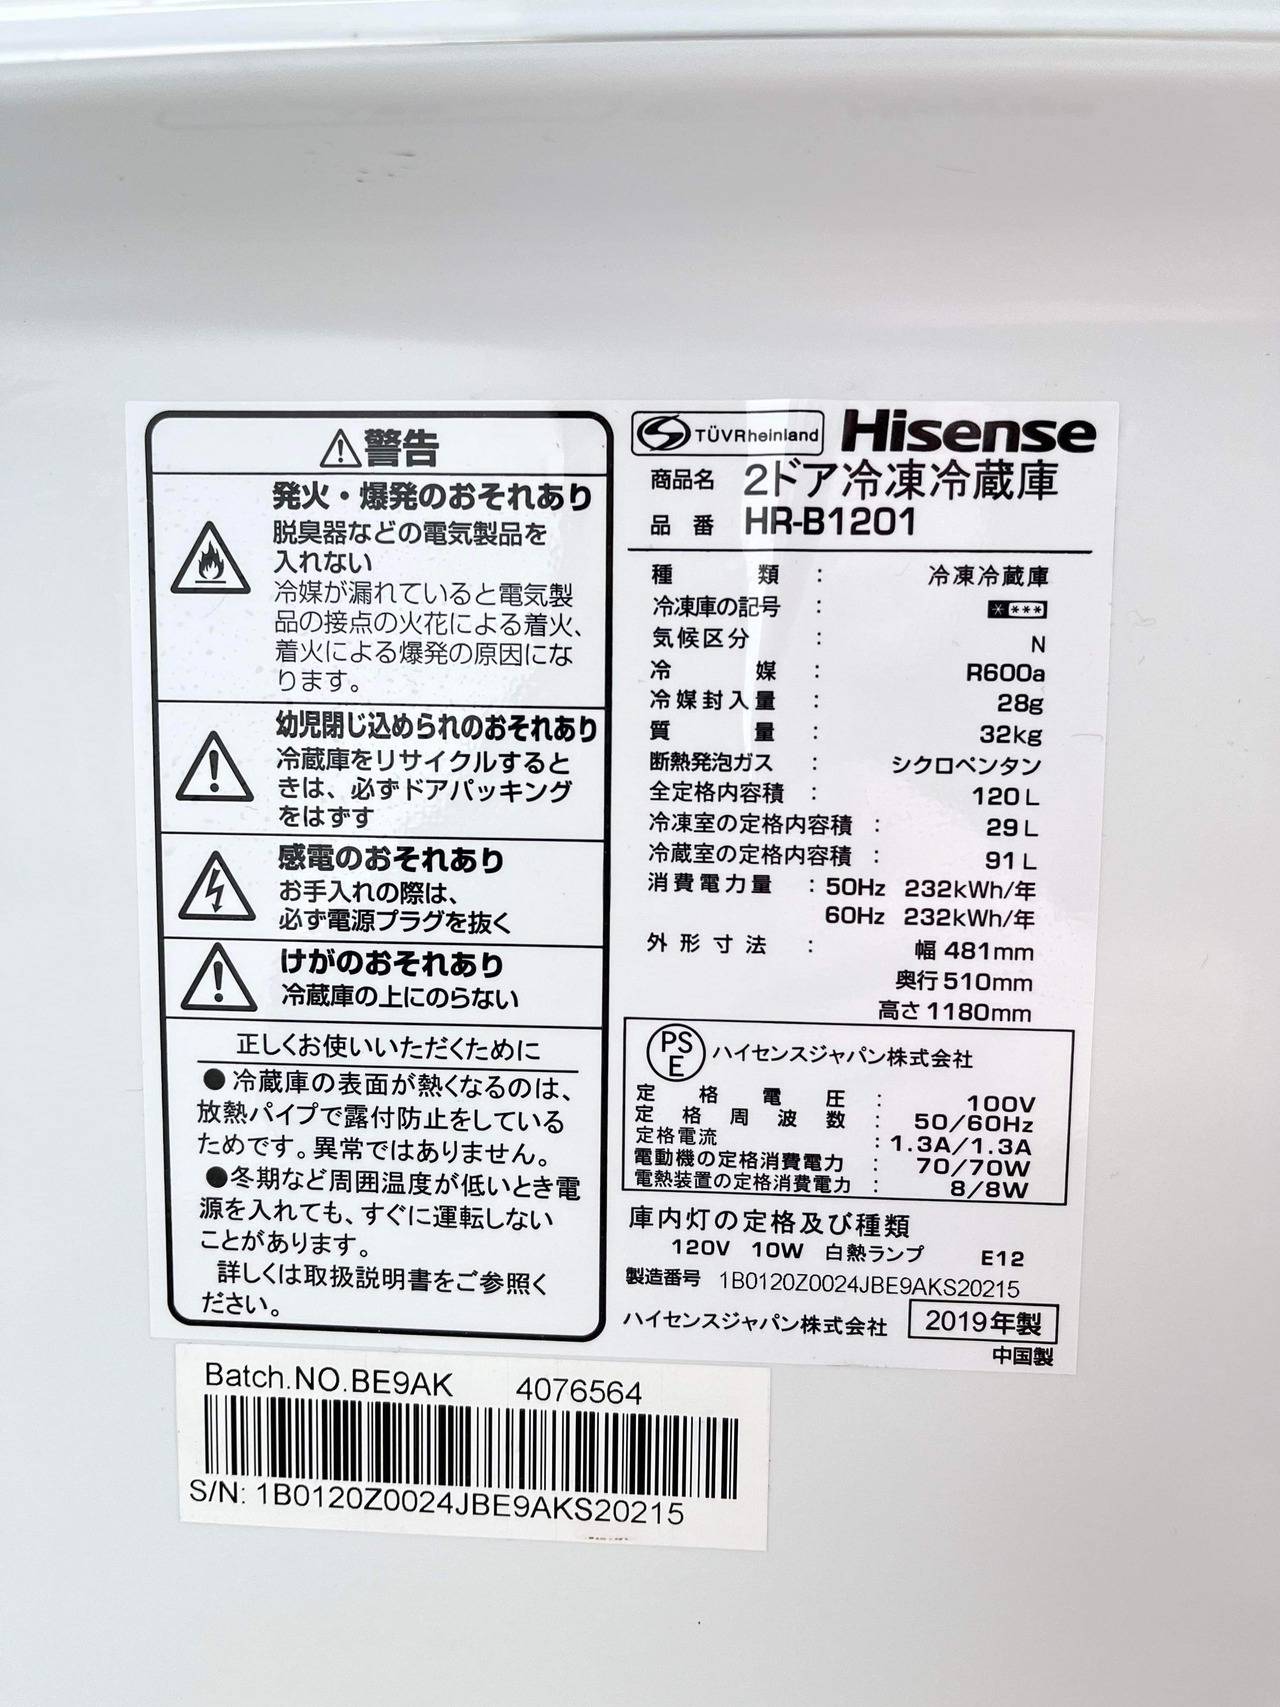 警告
発火・爆発のおそれあり
脱臭器などの電気製品を
入れない
冷媒が漏れていると電気製
品の接点の火花による着火、
着火による爆発の原因にな
ります。
幼児閉じ込められのおそれあり
冷蔵庫をリサイクルすると
きは、必ずドアパッキング
をはずす
感電のおそれあり
お手入れの際は、
必ず電源プラグを抜く
けがのおそれあり
冷蔵庫の上にのらない
正しくお使いいただくために
●冷蔵庫の表面が熱くなるのは、
放熱パイプで露付防止をしている
ためです。異常ではありません。
●冬期など周囲温度が低いとき電
源を入れても、すぐに運転しない
ことがあります。
詳しくは取扱説明書をご参照く
ださい。
TÜVRheinland Hisense
商品名 2ドア冷凍冷蔵庫
品番 HR-B1201
種類 : 冷凍冷蔵庫
冷凍庫の記号 : * ***
気候区分 : N
冷媒 : R600a
冷媒封入量 : 28g
質量 : 32kg
断熱発泡ガス : シクロペンタン
全定格内容積 : 120L
冷凍室の定格内容積 : 29L
冷蔵室の定格内容積 : 91L
消費電力量 : 50Hz 232kWh/年
60Hz 232kWh/年
外形寸法 : 幅 481mm
奥行 510mm
高さ 1180mm
PSE ハイセンスジャパン株式会社
定格電圧 : 100V
定格周波数 : 50/60Hz
定格電流 : 1.3A/1.3A
電動機の定格消費電力 : 70/70W
電熱装置の定格消費電力 : 8/8W
庫内灯の定格及び種類
120V 10W 白熱ランプ E12
製造番号 1B0120Z0024JBE9AKS20215
ハイセンスジャパン株式会社 2019年製
中国製
Batch.NO.BE9AK 4076564
S/N: 1B0120Z0024JBE9AKS20215